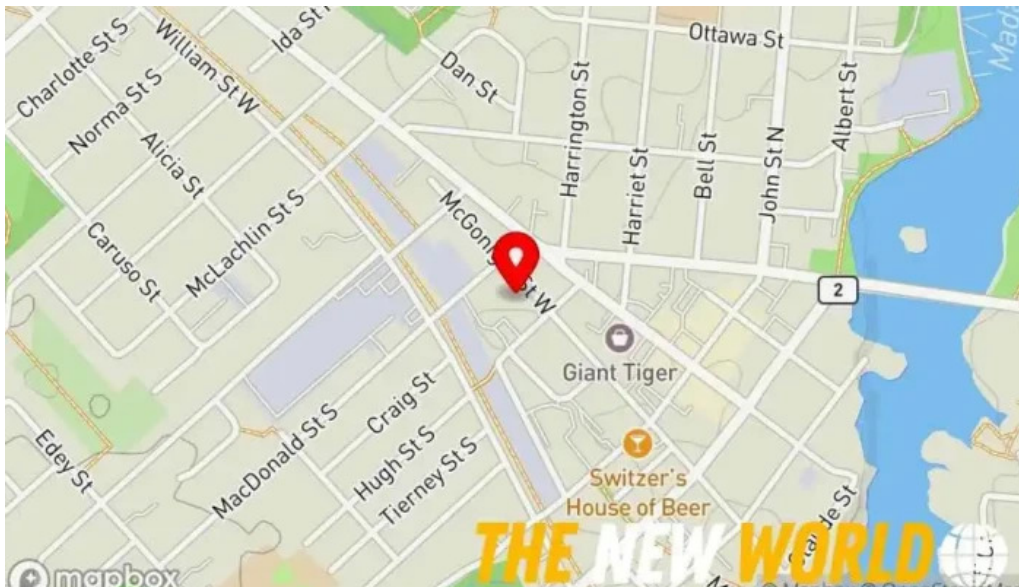 Ida St
Charlotte St S
William St W
Ottawa St
Dan St
Norma St S
Albert St
Harrington St
Alicia St
Bell St
John St N
Harriet St
McLachlin St S
Caruso St
St W
2
Giant Tiger
Craig St
MacDonald St S
Edey St
Hugh St S
Tierney St S
Switzer's
House of Beer
THE NEW WORLD
mapbox